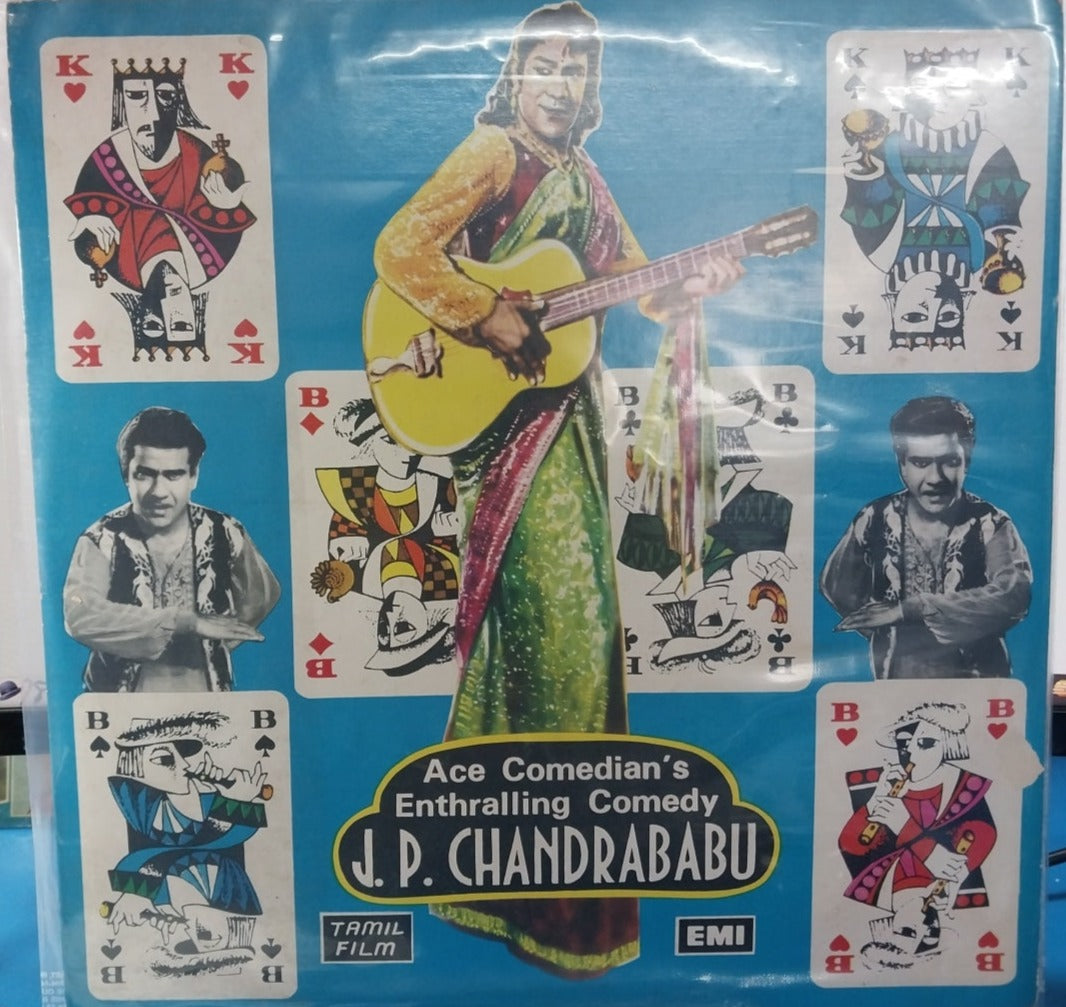 K K
K K
K K
K K
B
B
B B
B B
B B
B B
B B
B B
Ace Comedian's
Enthralling Comedy
J. P. CHANDRABABU
TAMIL
FILM
EMI